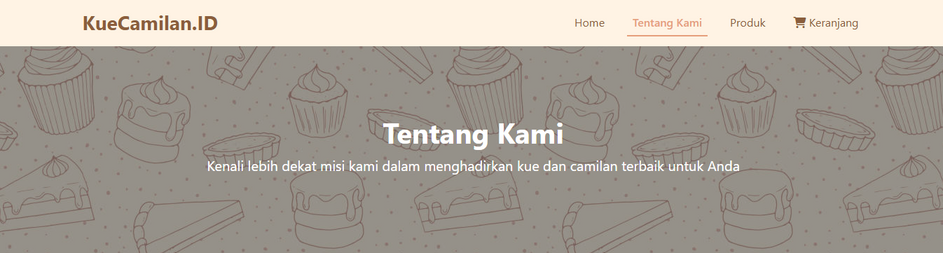 KueCamilan.ID
Home Tentang Kami Produk Keranjang
Tentang Kami
Kenali lebih dekat misi kami dalam menghadirkan kue dan camilan terbaik untuk Anda